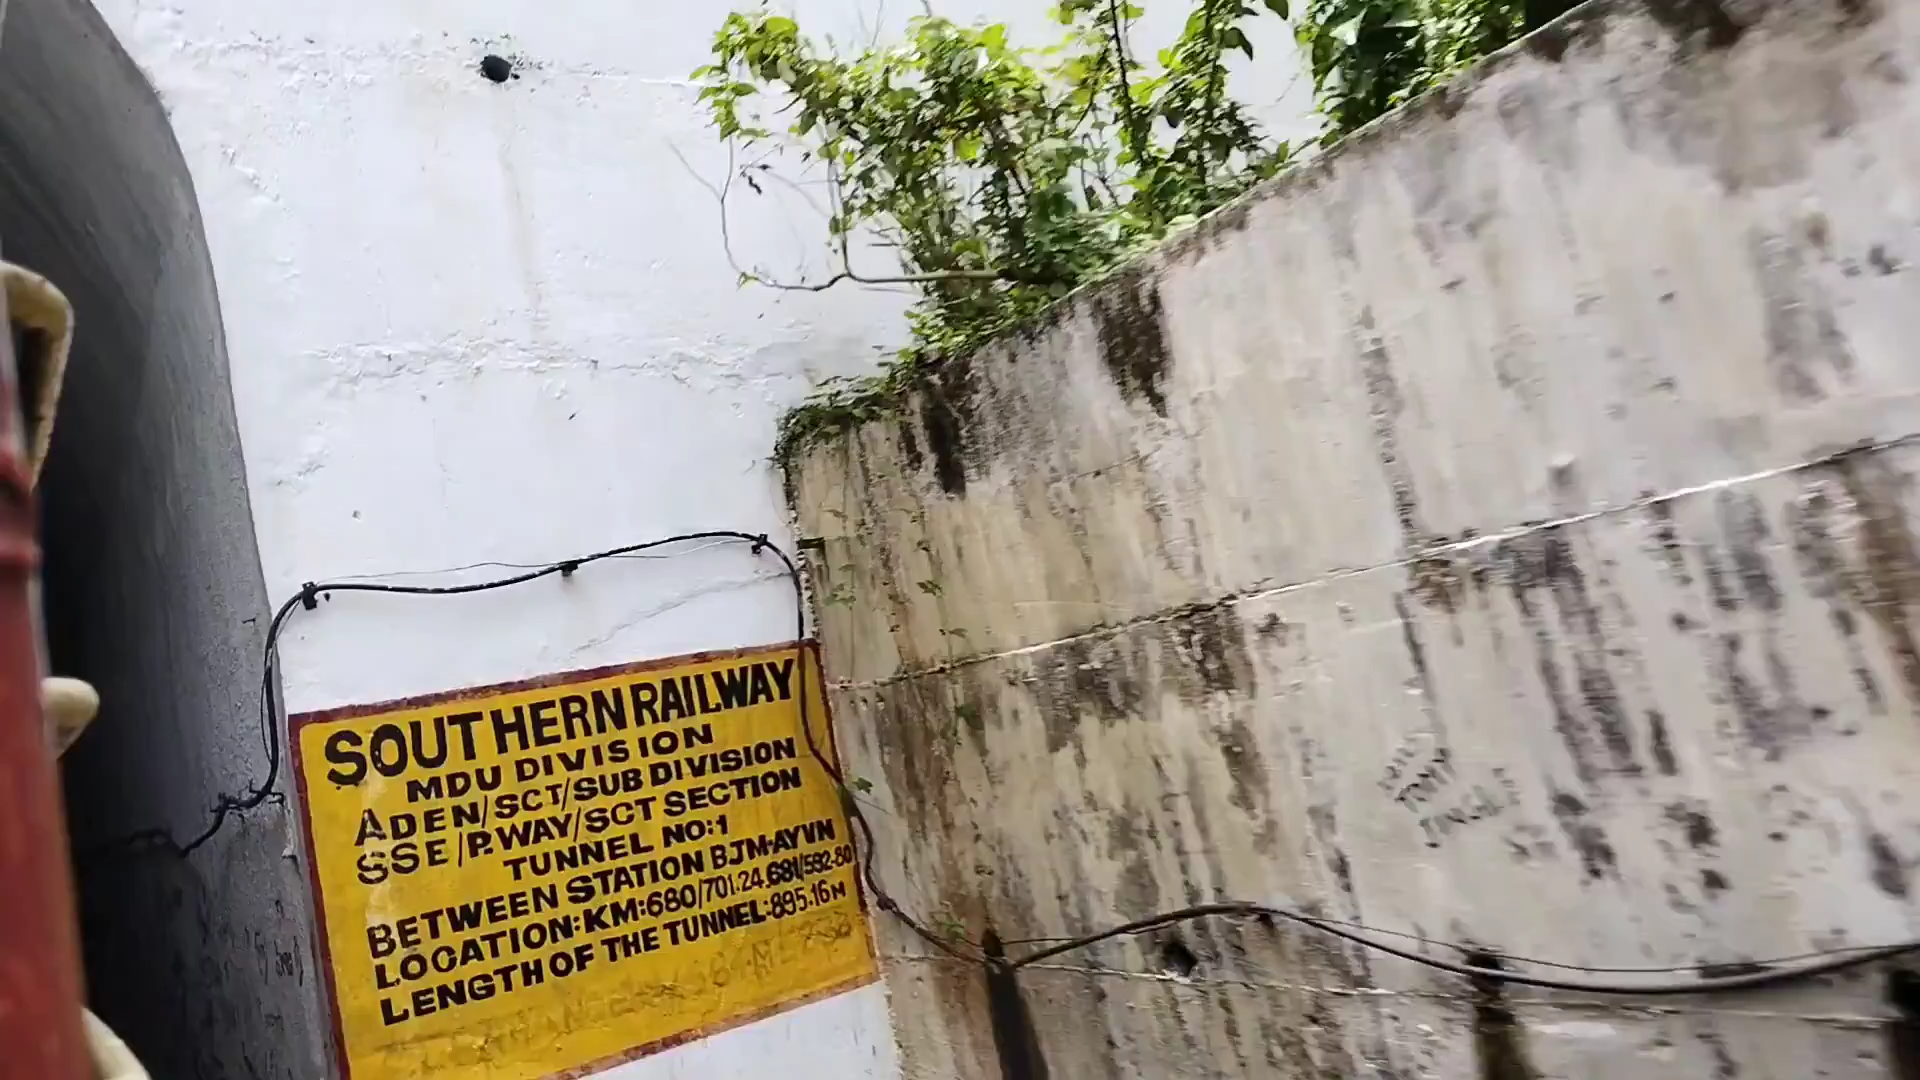 SOUTHERN RAILWAY
MDU DIVISION
ADEN/SCT/SUB DIVISION
SSE/P.WAY/SCT SECTION
TUNNEL NO:1
BETWEEN STATION BJM-AYVN
LOCATION:KM:680/701.24.681/592-80
LENGTH OF THE TUNNEL:895.16M